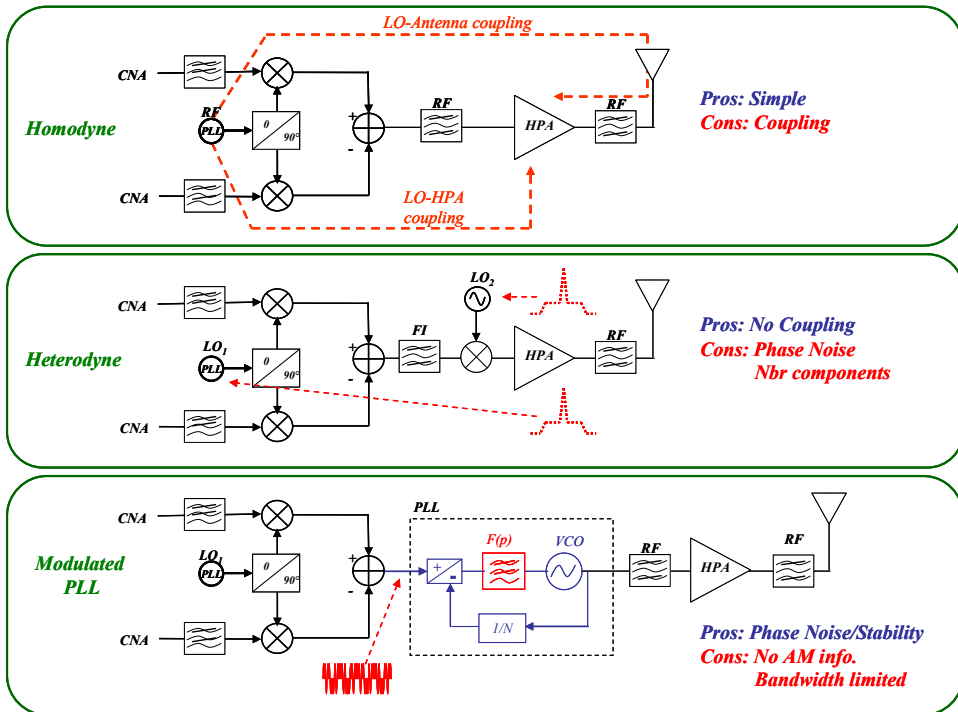 LO-Antenna coupling
CNA
RF
PLL
0
90°
+
-
RF
HPA
RF
Homodyne
Pros: Simple
Cons: Coupling
CNA
LO-HPA
coupling
CNA
LO1
PLL
0
90°
+
-
FI
LO2
HPA
RF
Heterodyne
Pros: No Coupling
Cons: Phase Noise
Nbr components
CNA
CNA
LO1
PLL
0
90°
+
-
PLL
+
-
F(p)
VCO
1/N
RF
HPA
RF
Modulated
PLL
CNA
Pros: Phase Noise/Stability
Cons: No AM info.
Bandwidth limited